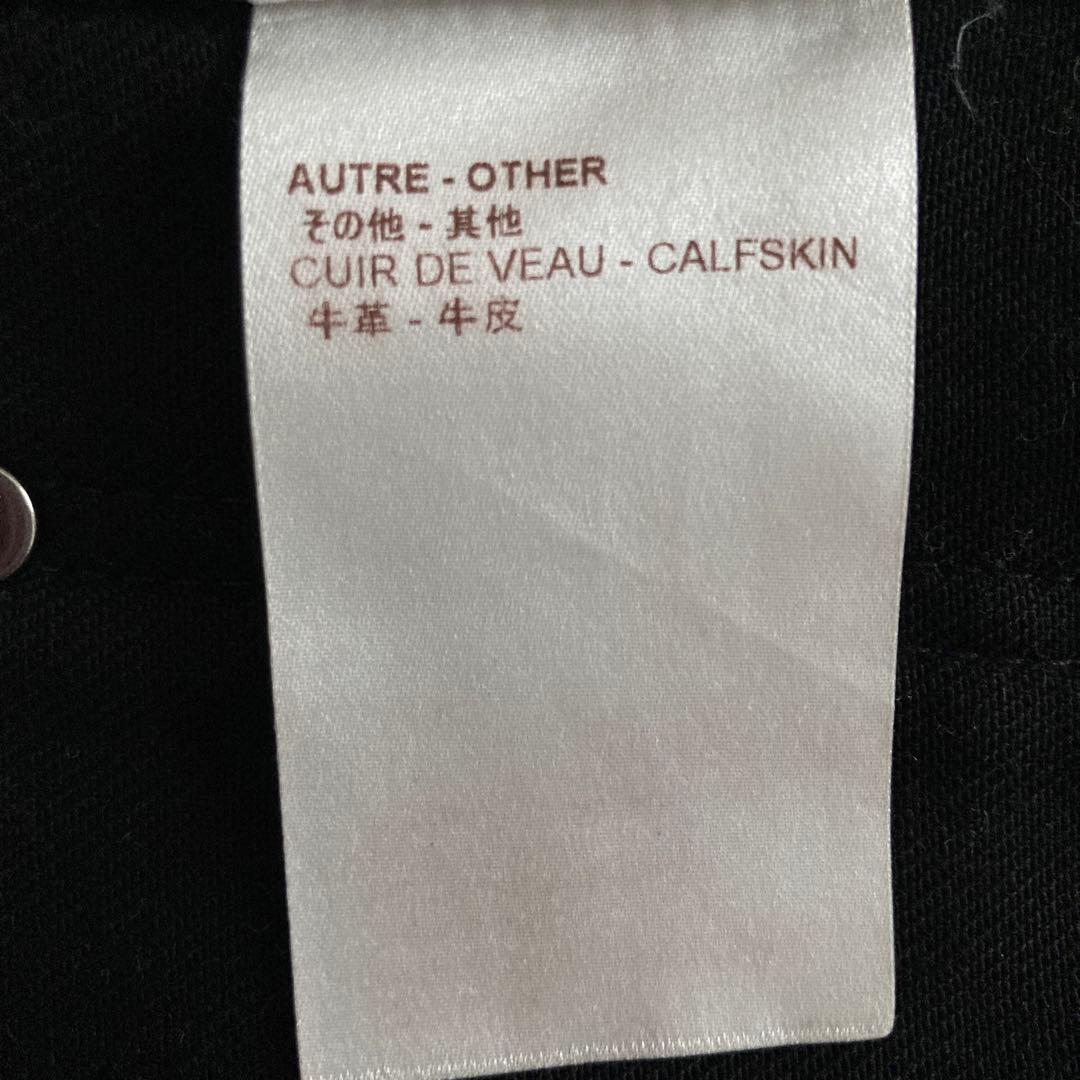 AUTRE - OTHER
その他 - 其他
CUIR DE VEAU - CALFSKIN
牛革 - 牛皮